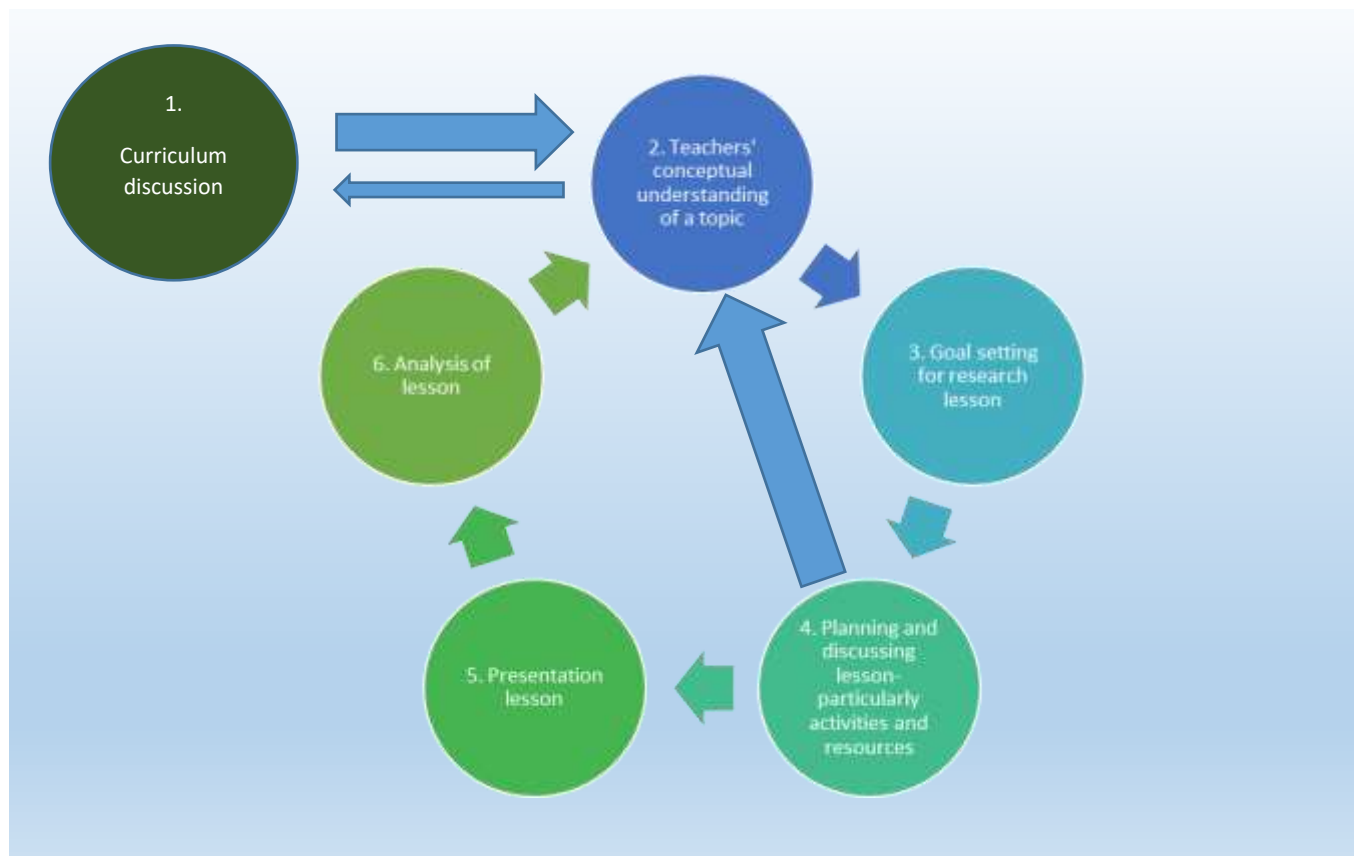 1.
Curriculum
discussion
2. Teachers'
conceptual
understanding
of a topic
3. Goal setting
for research
lesson
4. Planning and
discussing
lesson-
particularly
activities and
resources
5. Presentation
lesson
6. Analysis of
lesson